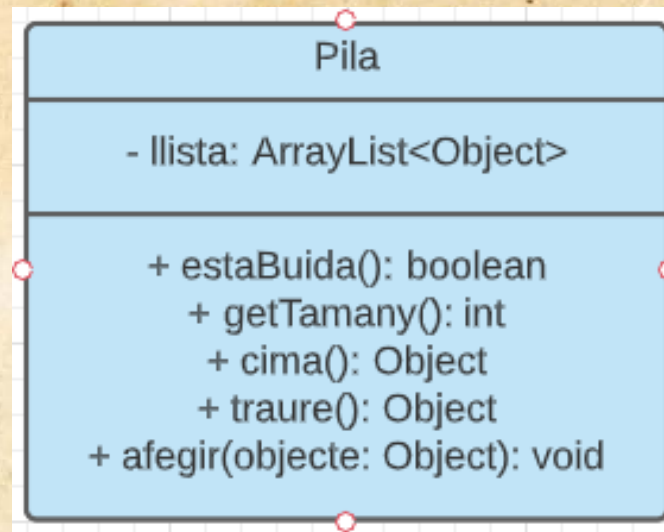 Pila
- llista: ArrayList<Object>
+ estaBuida(): boolean
+ getTamany(): int
+ cima(): Object
+ traure(): Object
+ afegir(objecte: Object): void